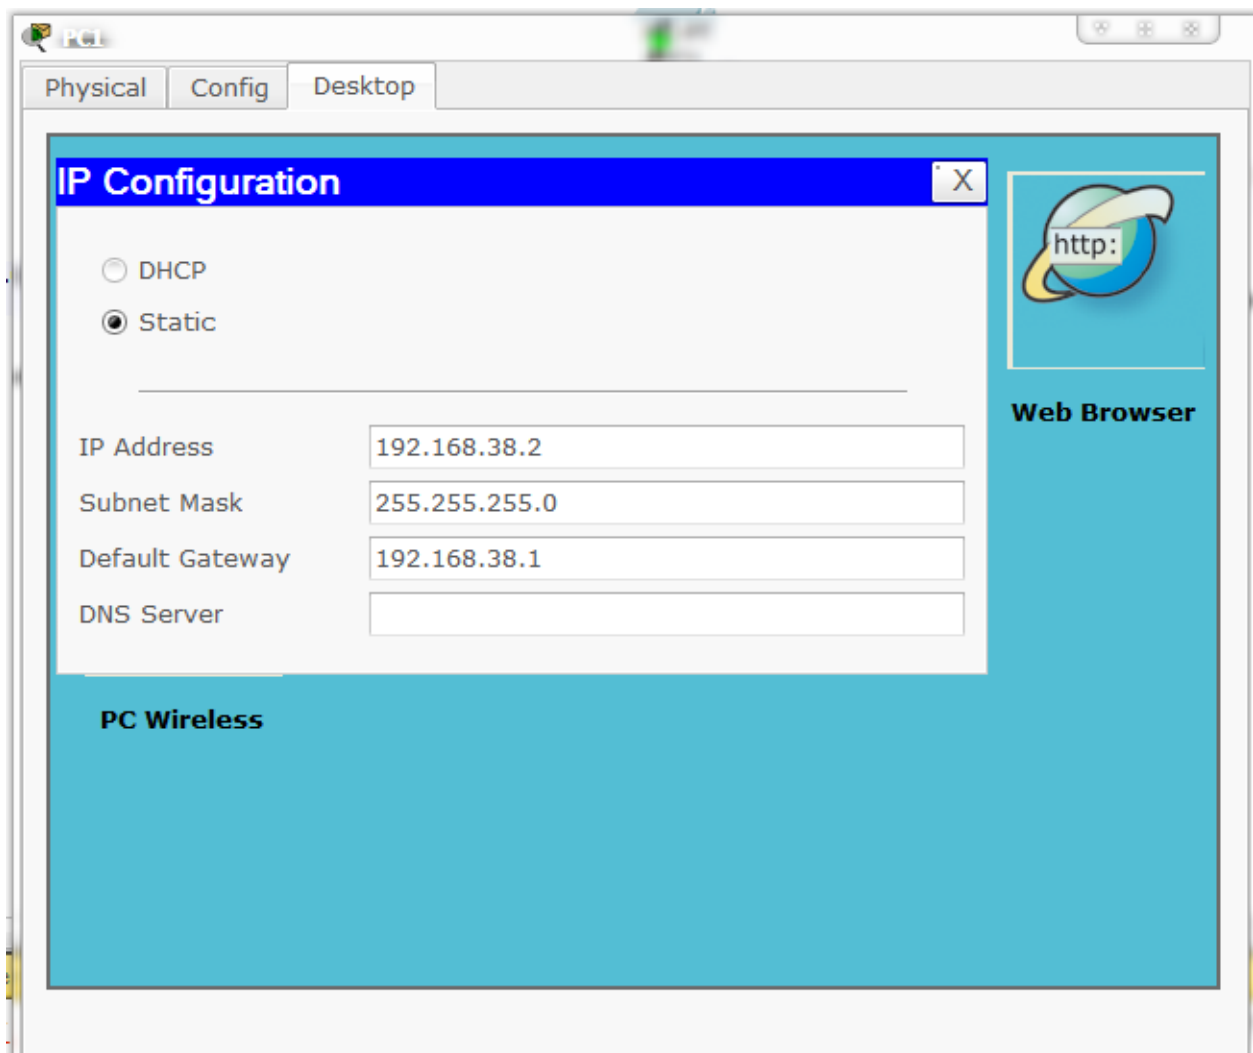 PC1
Physical Config Desktop
IP Configuration X
DHCP
Static
http:
Web Browser
IP Address 192.168.38.2
Subnet Mask 255.255.255.0
Default Gateway 192.168.38.1
DNS Server
PC Wireless